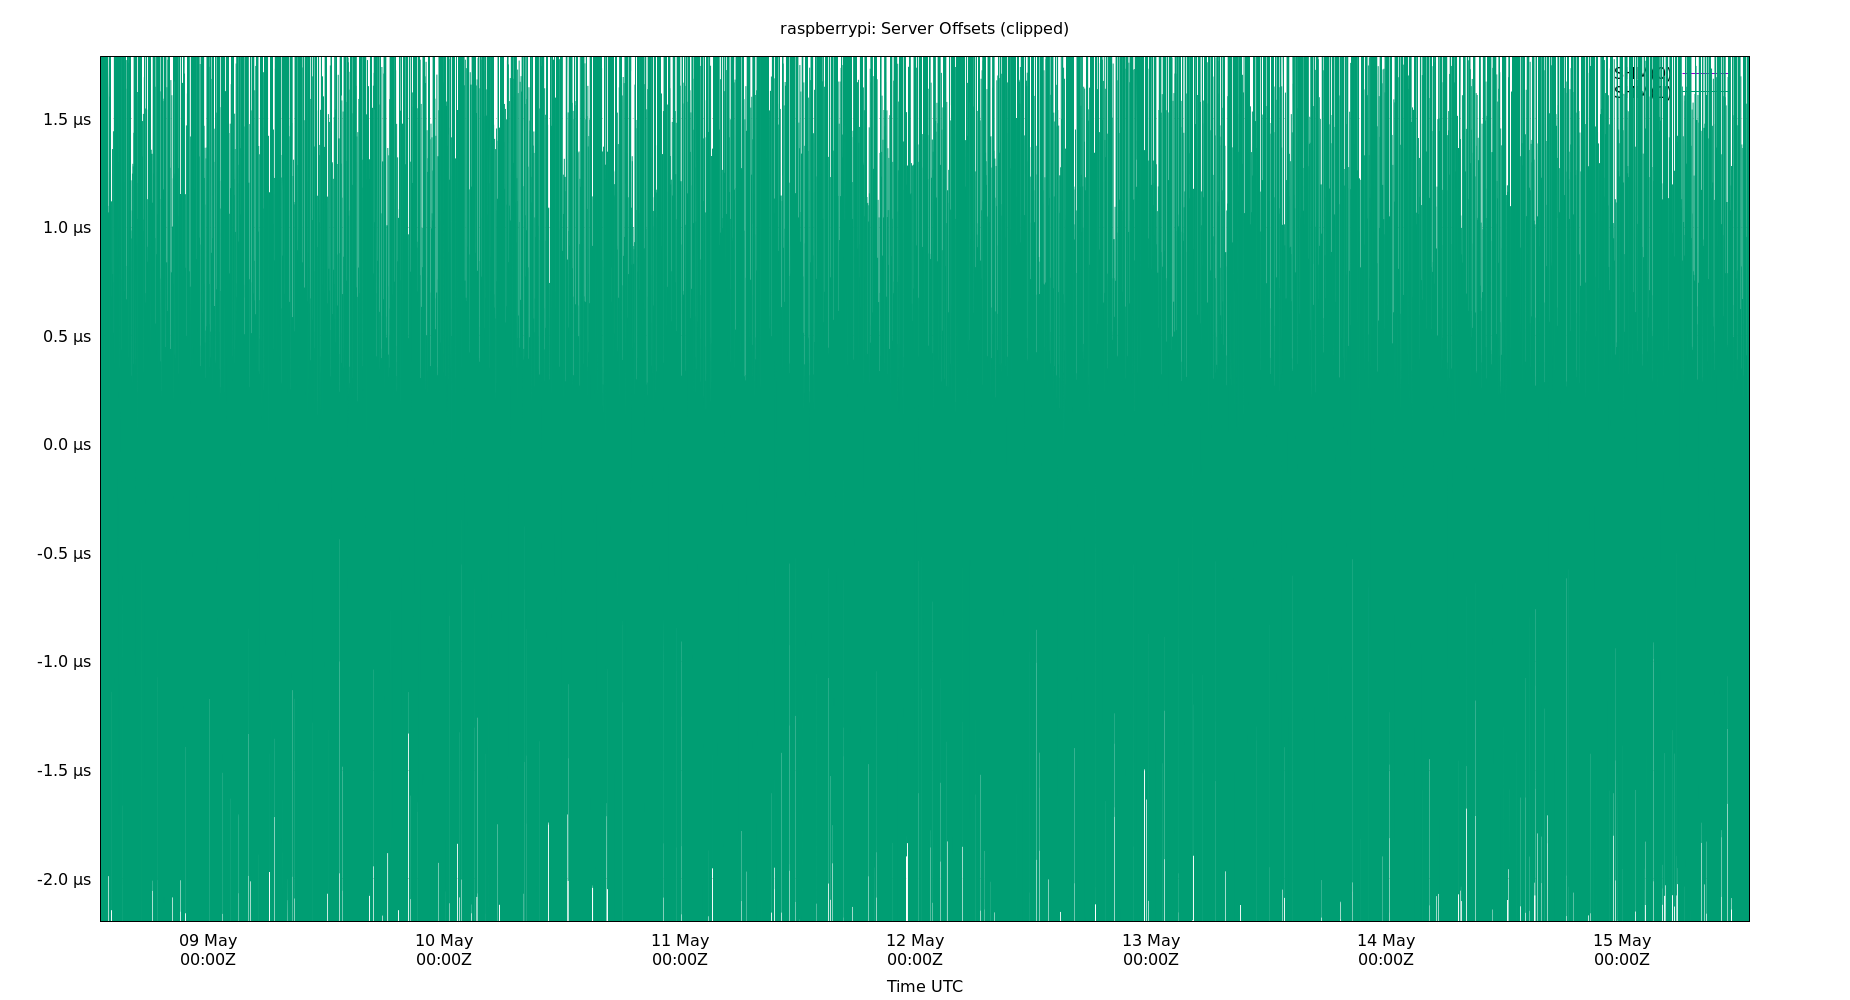 raspberrypi: Server Offsets (clipped)
1.5 µs
1.0 µs
0.5 µs
0.0 µs
-0.5 µs
-1.0 µs
-1.5 µs
-2.0 µs
09 May 10 May 11 May 12 May 13 May 14 May 15 May
00:00Z 00:00Z 00:00Z 00:00Z 00:00Z 00:00Z 00:00Z
Time UTC